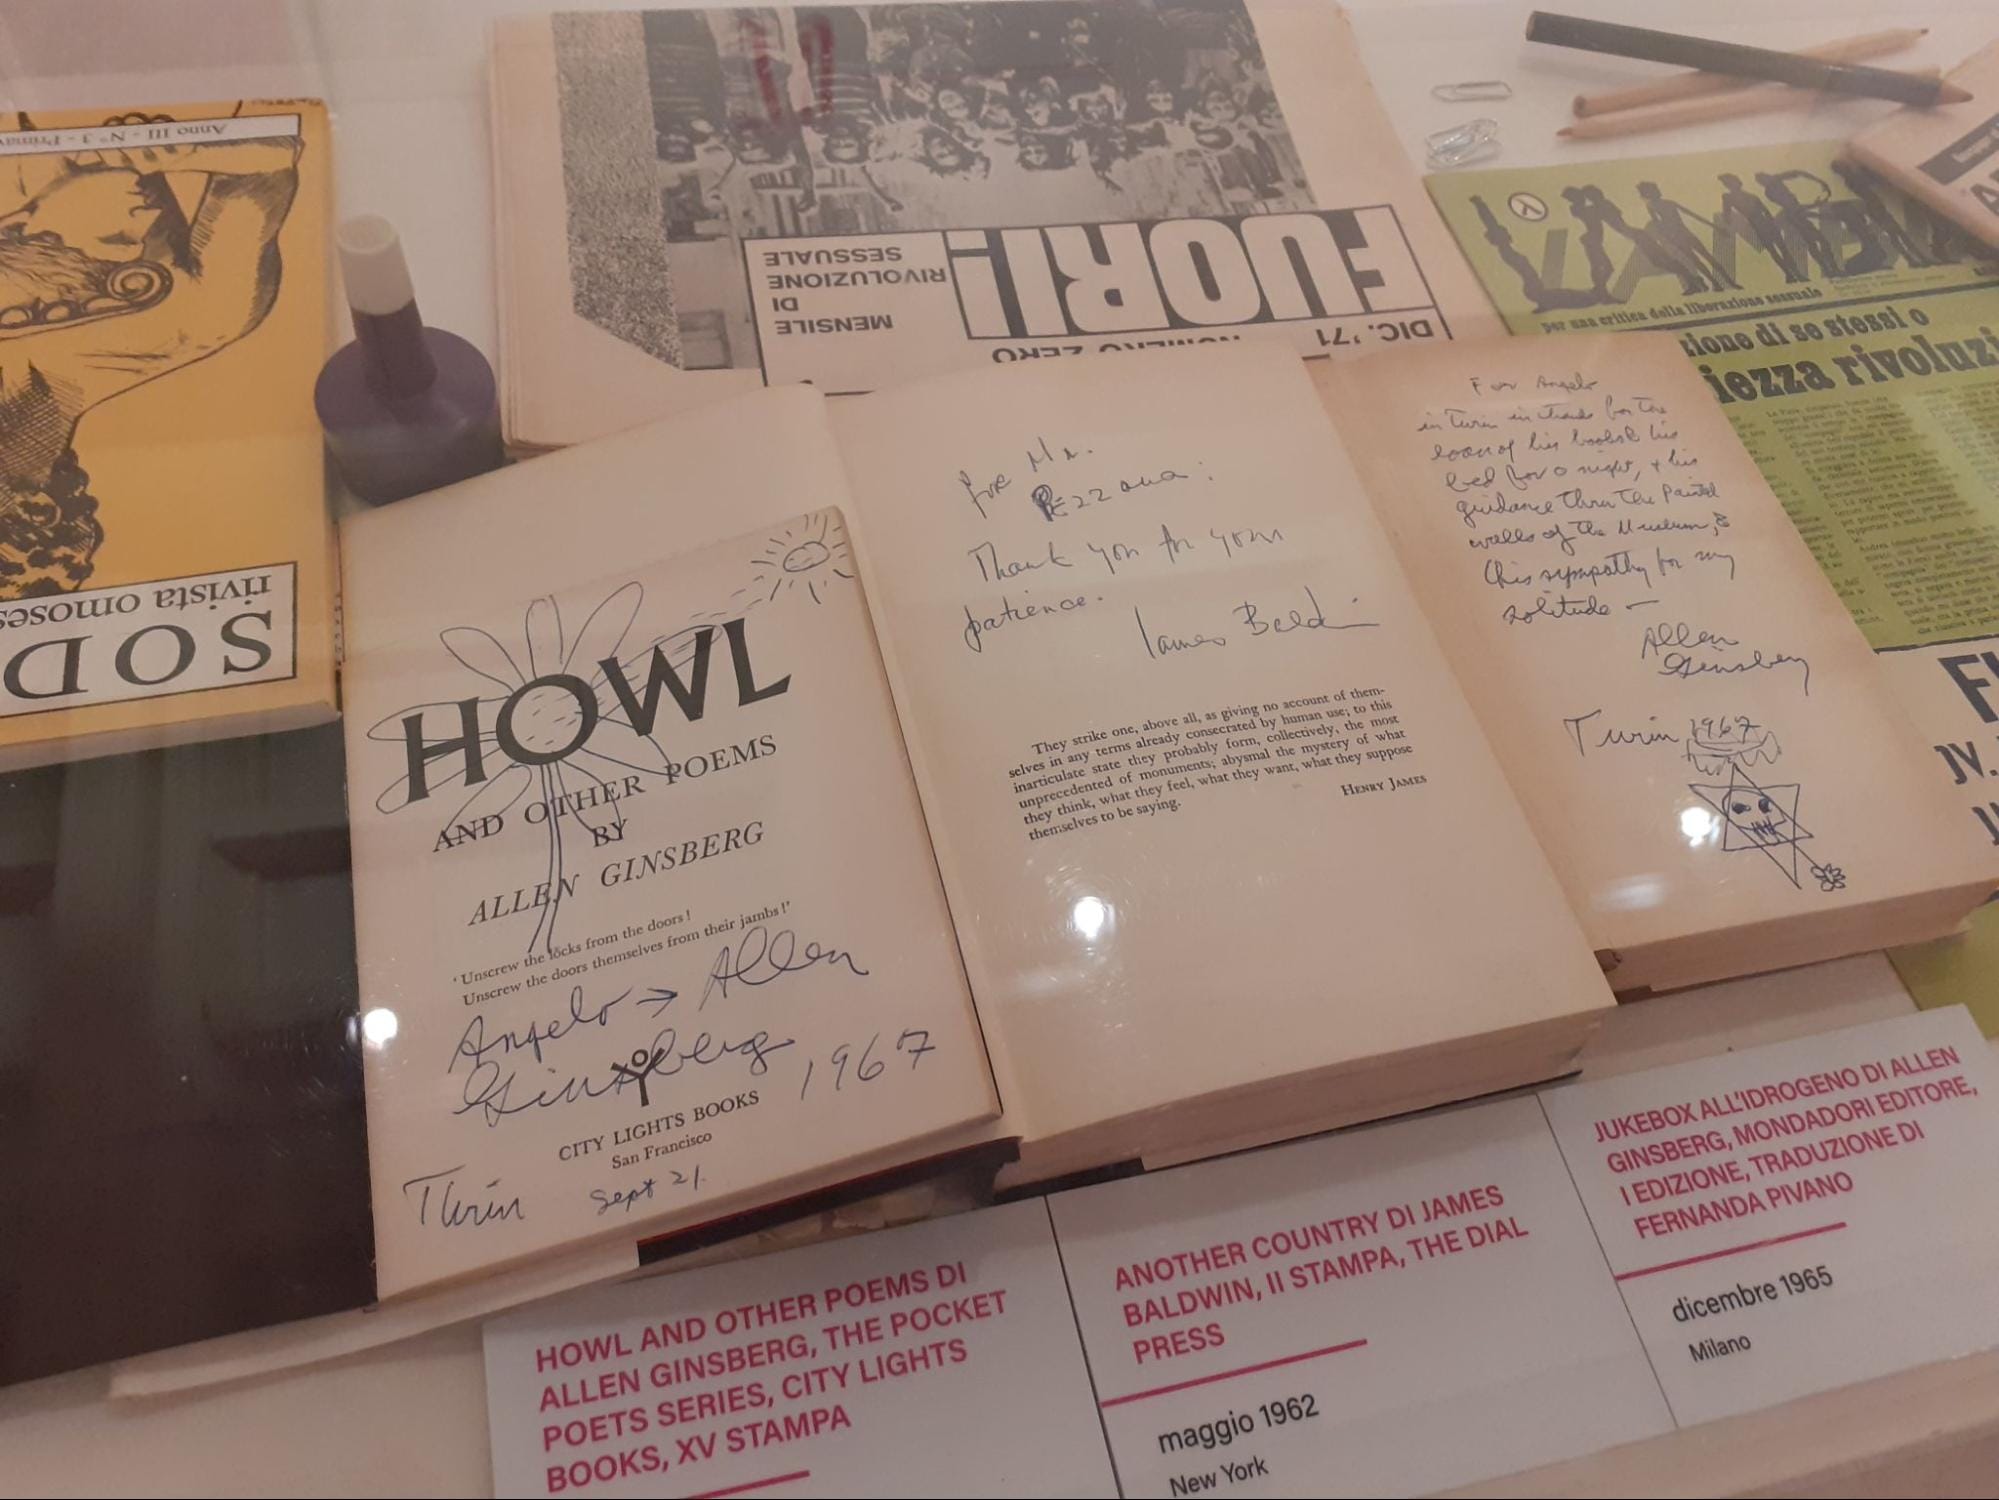 Anno III - N° 3 - Primav
rivista omoses
SOD
DIC. '71
NUMERO ZERO
FUORI!
MENSILE
DI
RIVOLUZIONE
SESSUALE
LAMBDA
per una critica della liberazione sessuale
zione di se stessi o
iezza rivoluzi
HOWL
AND OTHER POEMS
BY
ALLEN GINSBERG
'Unscrew the locks from the doors!
Unscrew the doors themselves from their jambs!'
Angelo → Allen
Ginsberg
1967
CITY LIGHTS BOOKS
San Francisco
Turin Sept 21
For Mr.
Pezzana:
Thank you for your
patience.
James Baldwin
They strike one, above all, as giving no account of them-
selves in any terms already consecrated by human use; to this
inarticulate state they probably form, collectively, the most
unprecedented of monuments; abysmal the mystery of what
they think, what they feel, what they want, what they suppose
themselves to be saying.
HENRY JAMES
For Angelo
in Turin in thanks for the
loan of his books & his
bed for a night, & his
guidance thru the Painted
walls of the Museum, &
his sympathy for my
solitude —
Allen
Ginsberg
Turin 1967
HOWL AND OTHER POEMS DI
ALLEN GINSBERG, THE POCKET
POETS SERIES, CITY LIGHTS
BOOKS, XV STAMPA
ANOTHER COUNTRY DI JAMES
BALDWIN, II STAMPA, THE DIAL
PRESS
maggio 1962
New York
JUKEBOX ALL'IDROGENO DI ALLEN
GINSBERG, MONDADORI EDITORE,
I EDIZIONE, TRADUZIONE DI
FERNANDA PIVANO
dicembre 1965
Milano